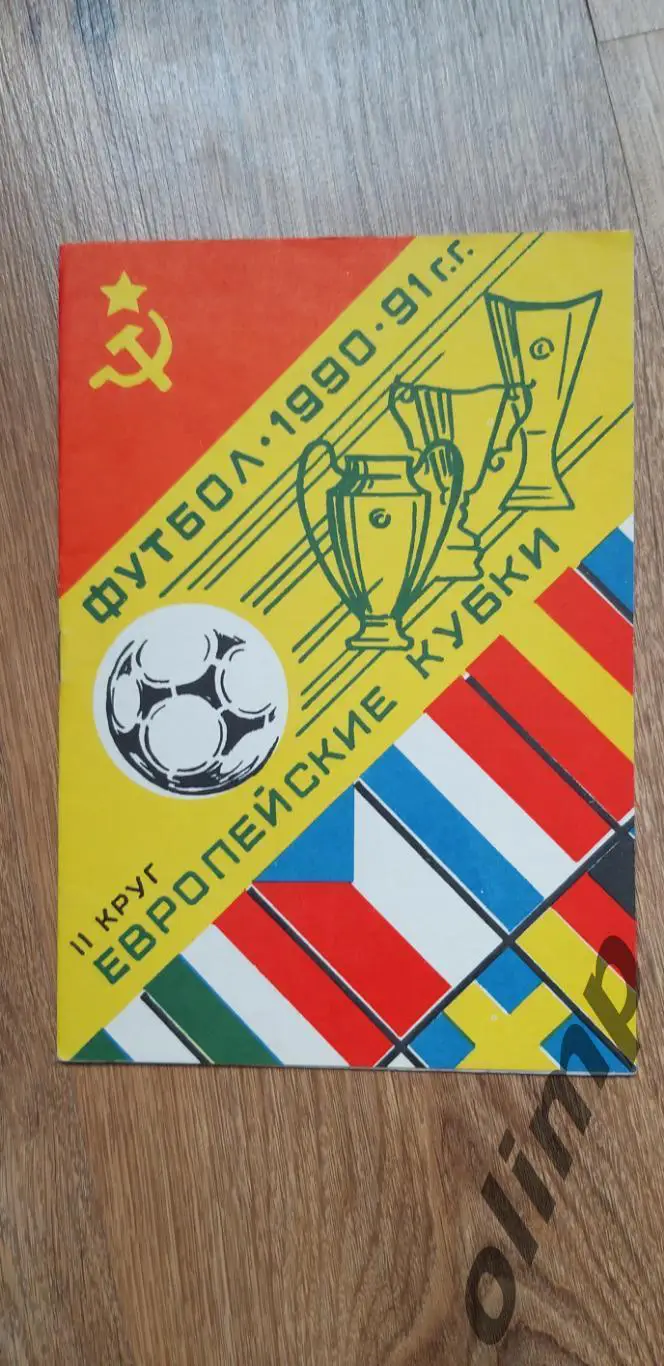 ФУТБОЛ · 1990 · 91 г.г.
II КРУГ
ЕВРОПЕЙСКИЕ КУБКИ
olimp